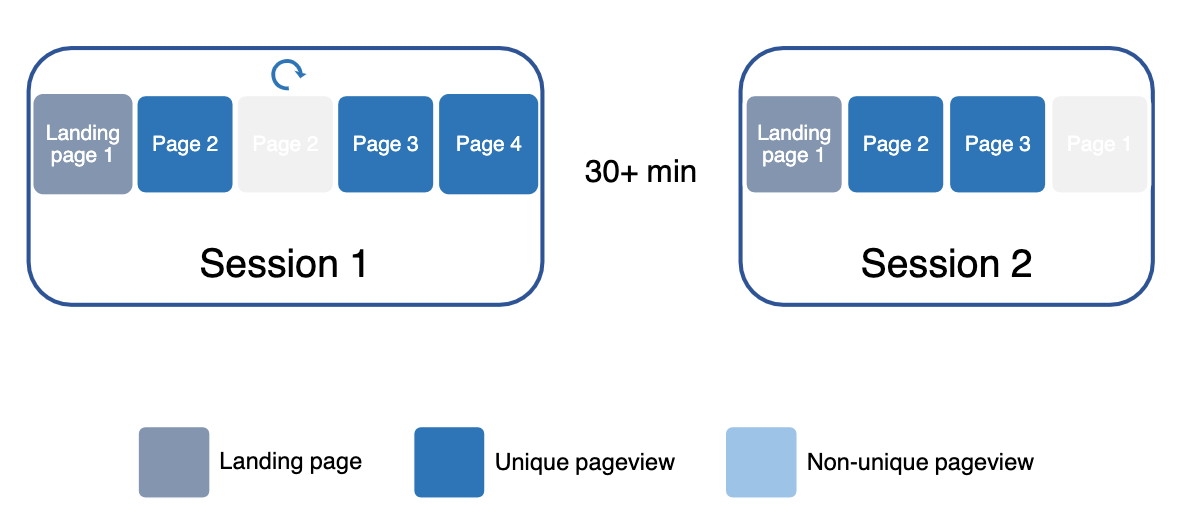 Landing
page 1
Page 2
Page 2
Page 3
Page 4
Session 1
30+ min
Landing
page 1
Page 2
Page 3
Page 1
Session 2
Landing page
Unique pageview
Non-unique pageview